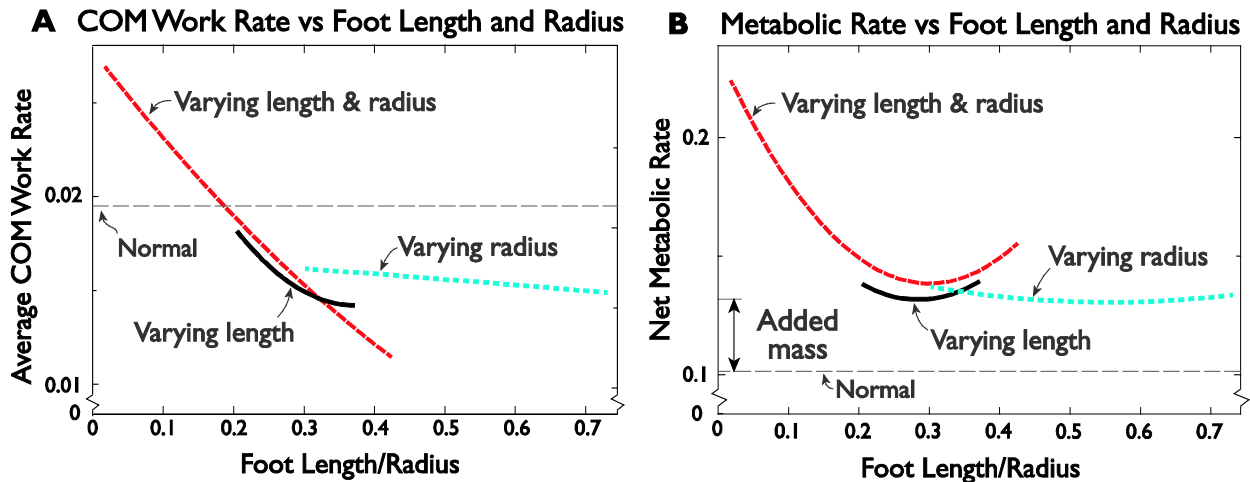 A COM Work Rate vs Foot Length and Radius
Average COM Work Rate
0.02
0.01
0
Varying length & radius
Normal
Varying radius
Varying length
0 0.1 0.2 0.3 0.4 0.5 0.6 0.7
Foot Length/Radius
B Metabolic Rate vs Foot Length and Radius
Net Metabolic Rate
0.2
0.1
0
Varying length & radius
Varying radius
Added
mass
Varying length
Normal
0 0.1 0.2 0.3 0.4 0.5 0.6 0.7
Foot Length/Radius